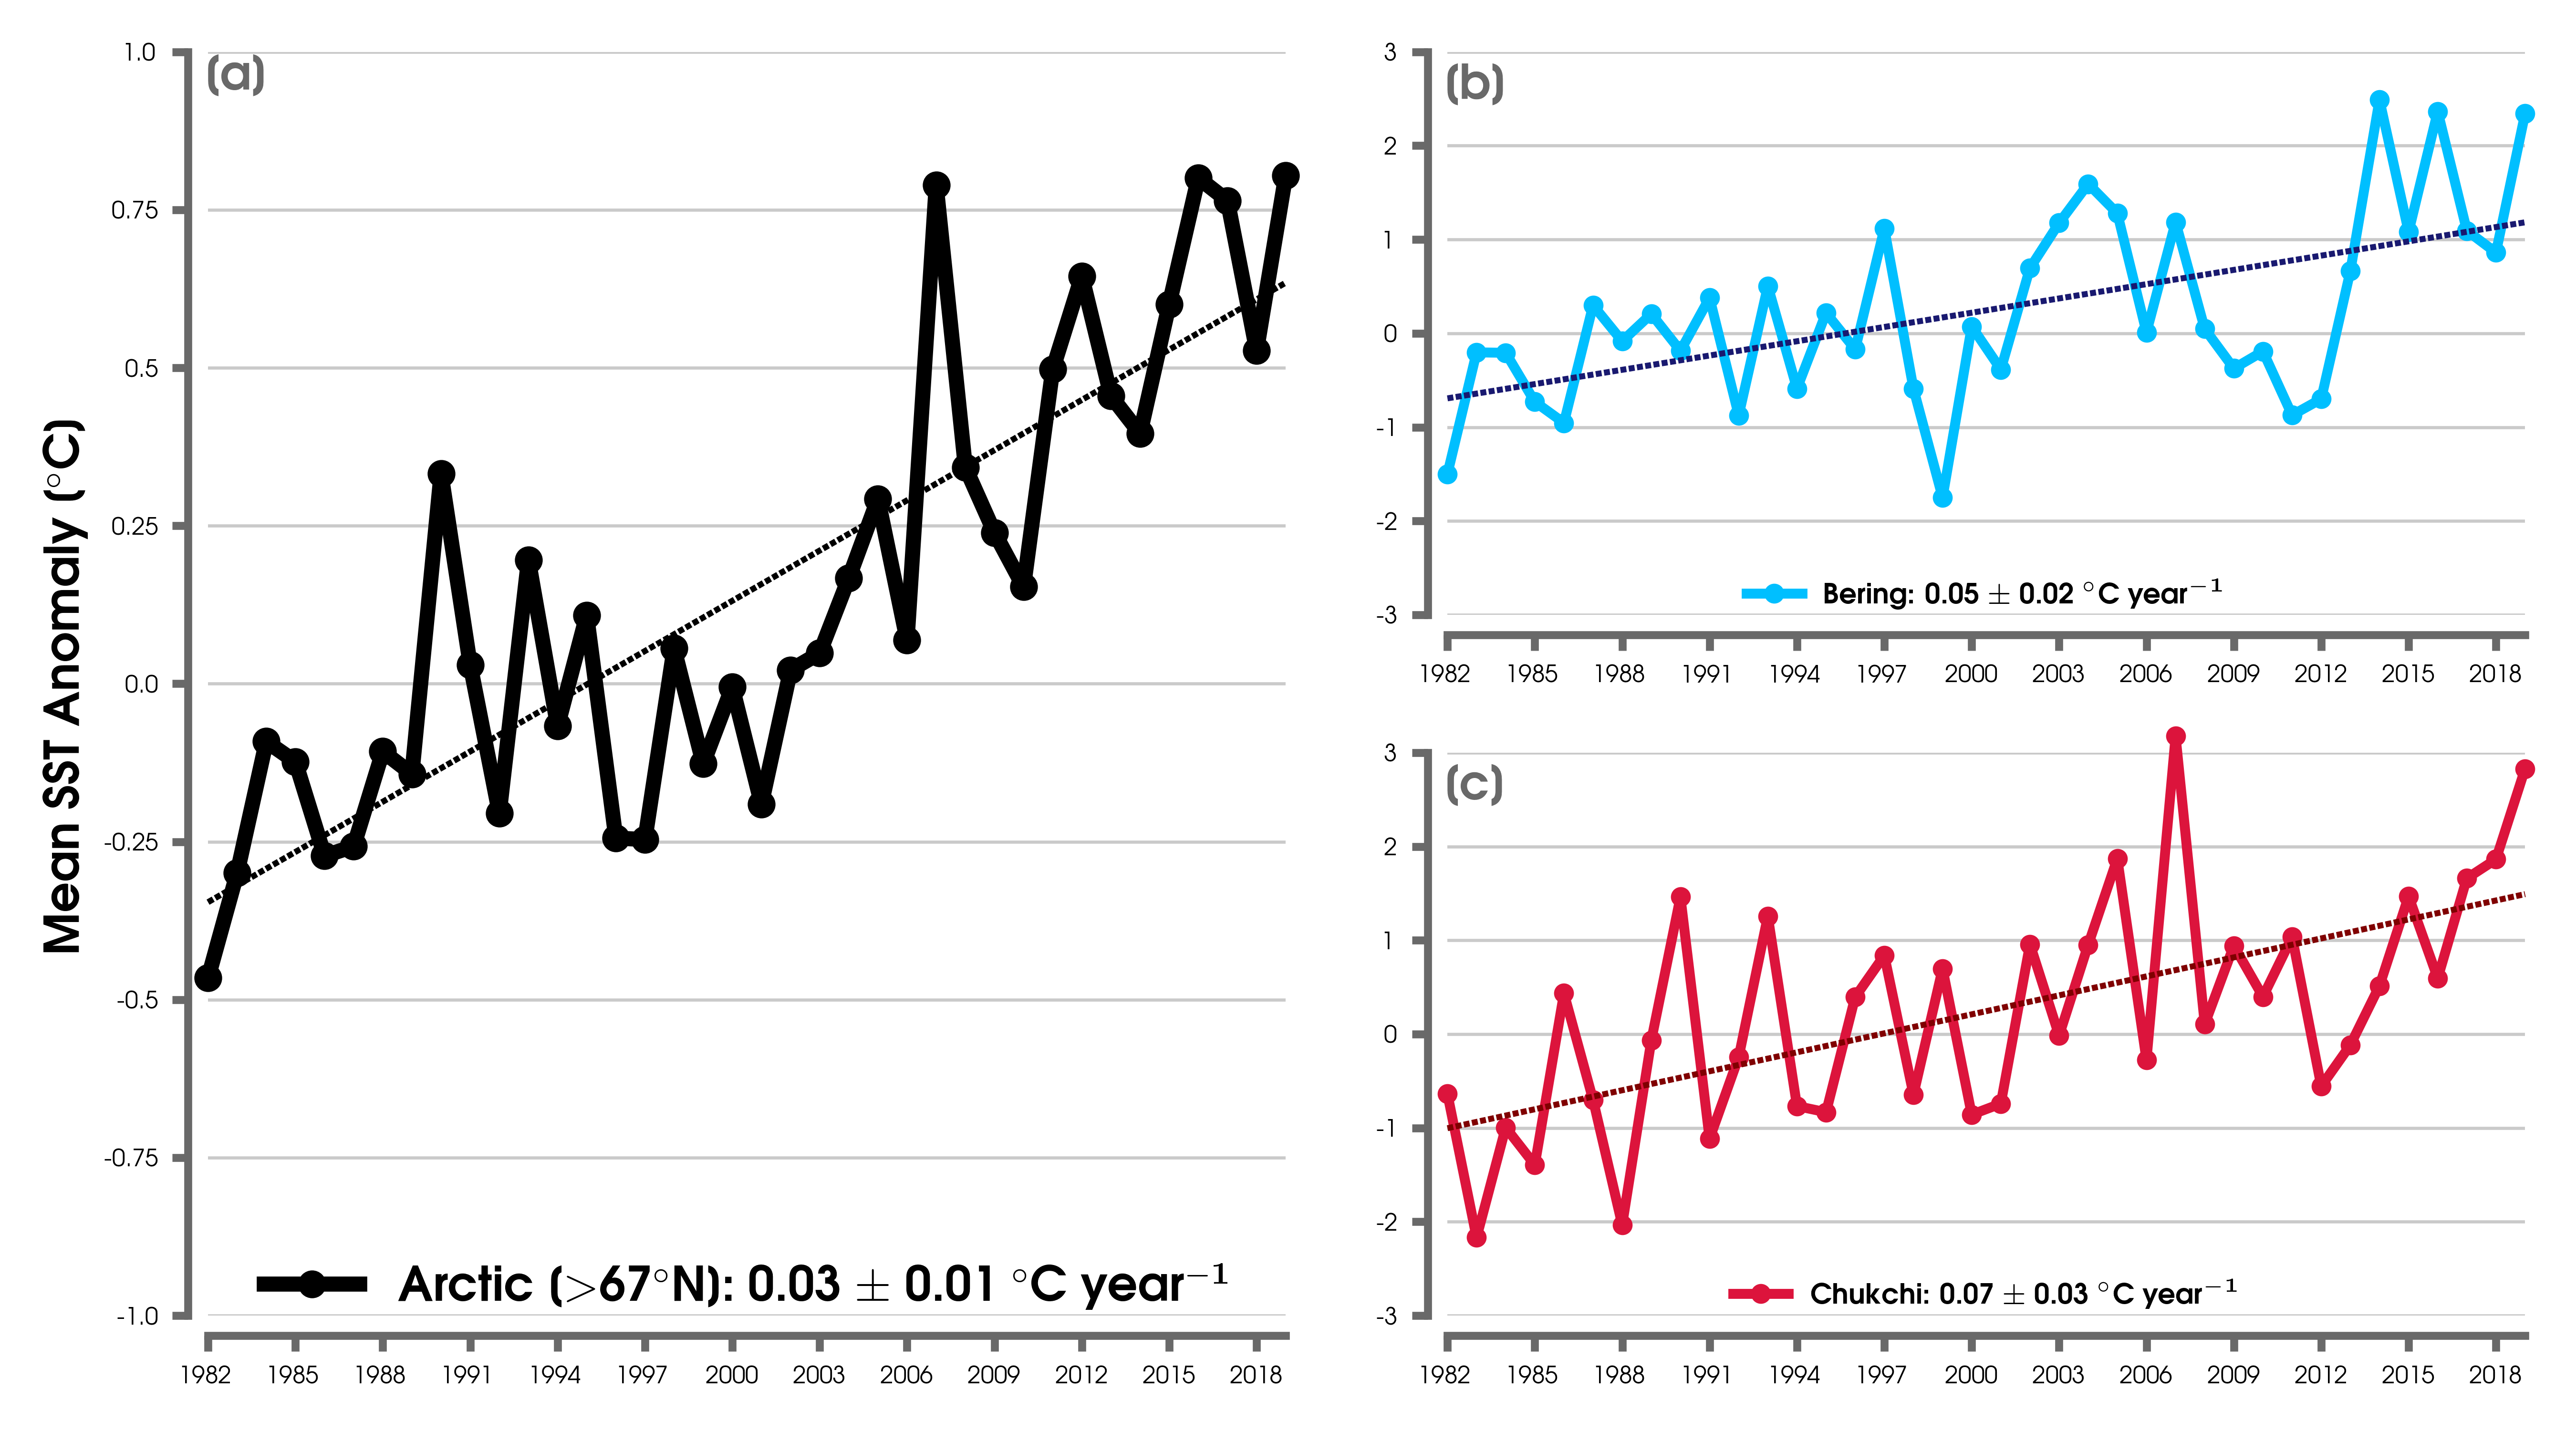 Mean SST Anomaly (°C)
(a)
1.0
0.75
0.5
0.25
0.0
-0.25
-0.5
-0.75
-1.0
Arctic (>67°N): 0.03 ± 0.01 °C year⁻¹
1982 1985 1988 1991 1994 1997 2000 2003 2006 2009 2012 2015 2018
(b)
3
2
1
0
-1
-2
-3
Bering: 0.05 ± 0.02 °C year⁻¹
1982 1985 1988 1991 1994 1997 2000 2003 2006 2009 2012 2015 2018
(c)
3
2
1
0
-1
-2
-3
Chukchi: 0.07 ± 0.03 °C year⁻¹
1982 1985 1988 1991 1994 1997 2000 2003 2006 2009 2012 2015 2018